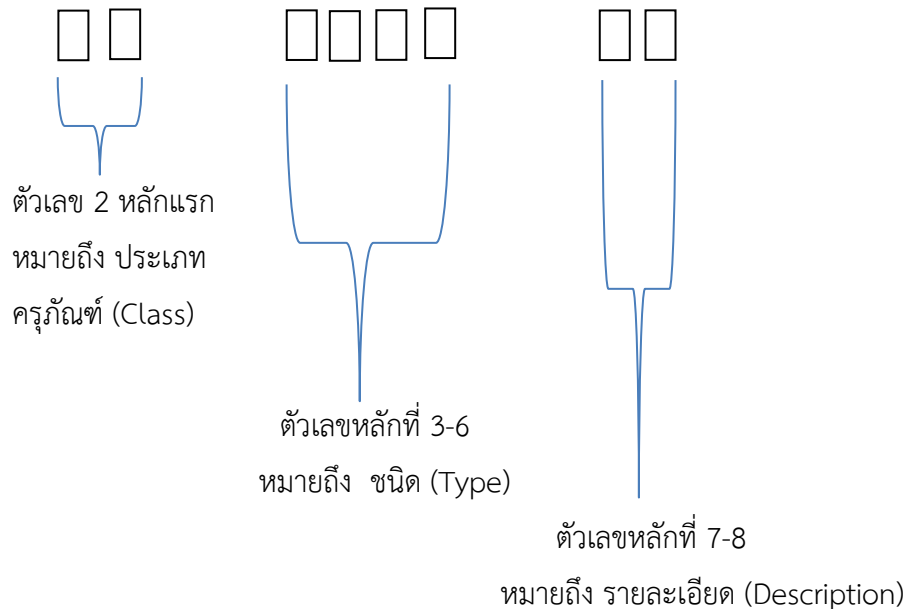 ตัวเลข 2 หลักแรก
หมายถึง ประเภท
ครุภัณฑ์ (Class)
ตัวเลขหลักที่ 3-6
หมายถึง ชนิด (Type)
ตัวเลขหลักที่ 7-8
หมายถึง รายละเอียด (Description)